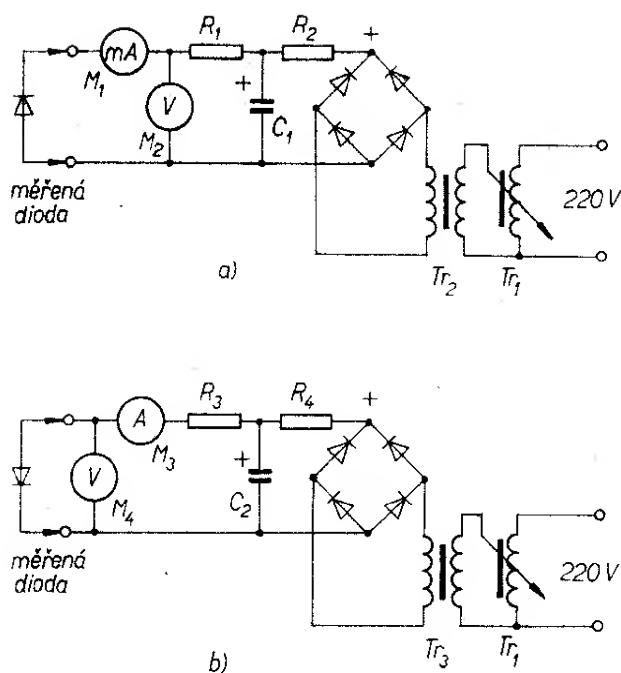 R₁
R₂
+
mA
M₁
V
M₂
+
C₁
měřená
dioda
220 V
Tr₂
Tr₁
a)
R₃
R₄
+
A
M₃
V
M₄
+
C₂
měřená
dioda
220 V
Tr₃
Tr₁
b)